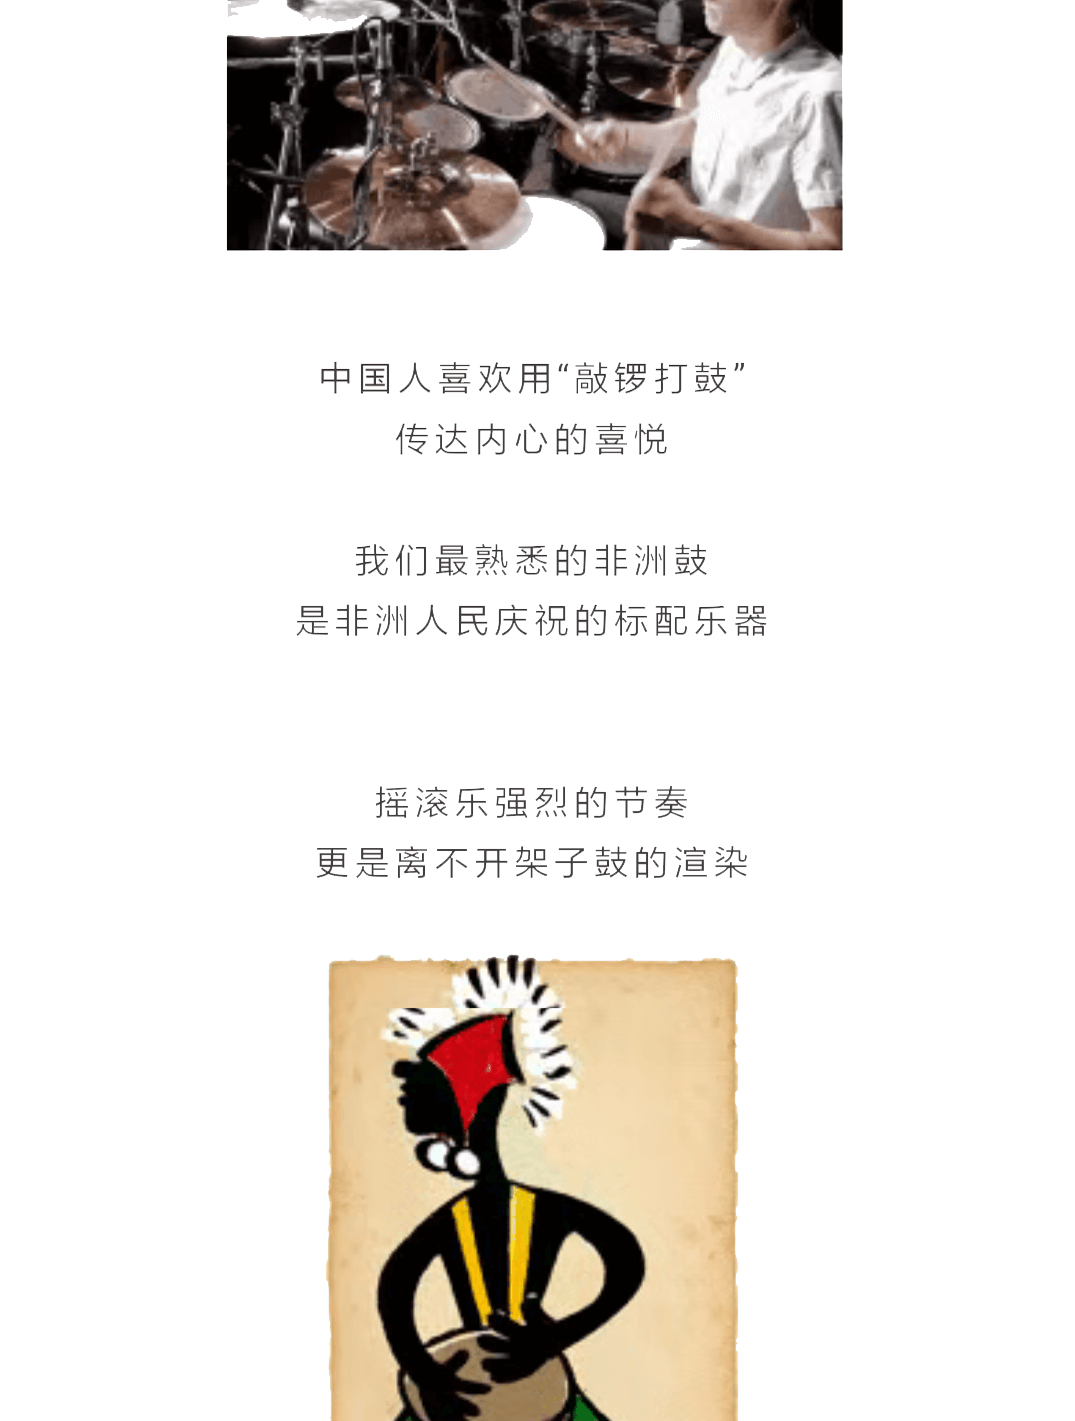 中国人喜欢用“敲锣打鼓”
传达内心的喜悦
我们最熟悉的非洲鼓
是非洲人民庆祝的标配乐器
摇滚乐强烈的节奏
更是离不开架子鼓的渲染